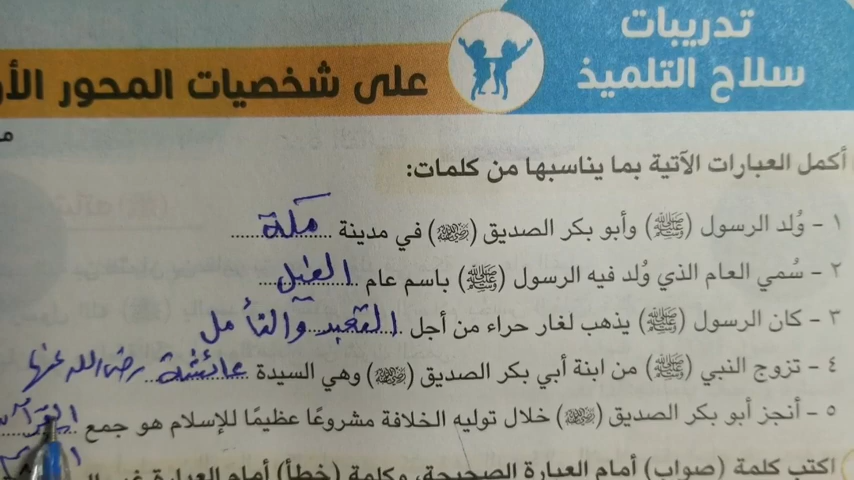 تدريبات
سلاح التلميذ
على شخصيات المحور الأو
أكمل العبارات الآتية بما يناسبها من كلمات:
١ - وُلد الرسول (ﷺ) وأبو بكر الصديق (رضي الله عنه) في مدينة مكة
٢ - سُمي العام الذي وُلد فيه الرسول (ﷺ) باسم عام الفيل
٣ - كان الرسول (ﷺ) يذهب لغار حراء من أجل التعبد والتأمل
٤ - تزوج النبي (ﷺ) من ابنة أبي بكر الصديق (رضي الله عنه) وهي السيدة عائشة رضى الله عنها
٥ - أنجز أبو بكر الصديق (رضي الله عنه) خلال توليه الخلافة مشروعًا عظيمًا للإسلام هو جمع القرآن
اكتب كلمة (صواب) أمام العبارة الصحيحة، وكلمة (خطأ) أمام العبارة غير